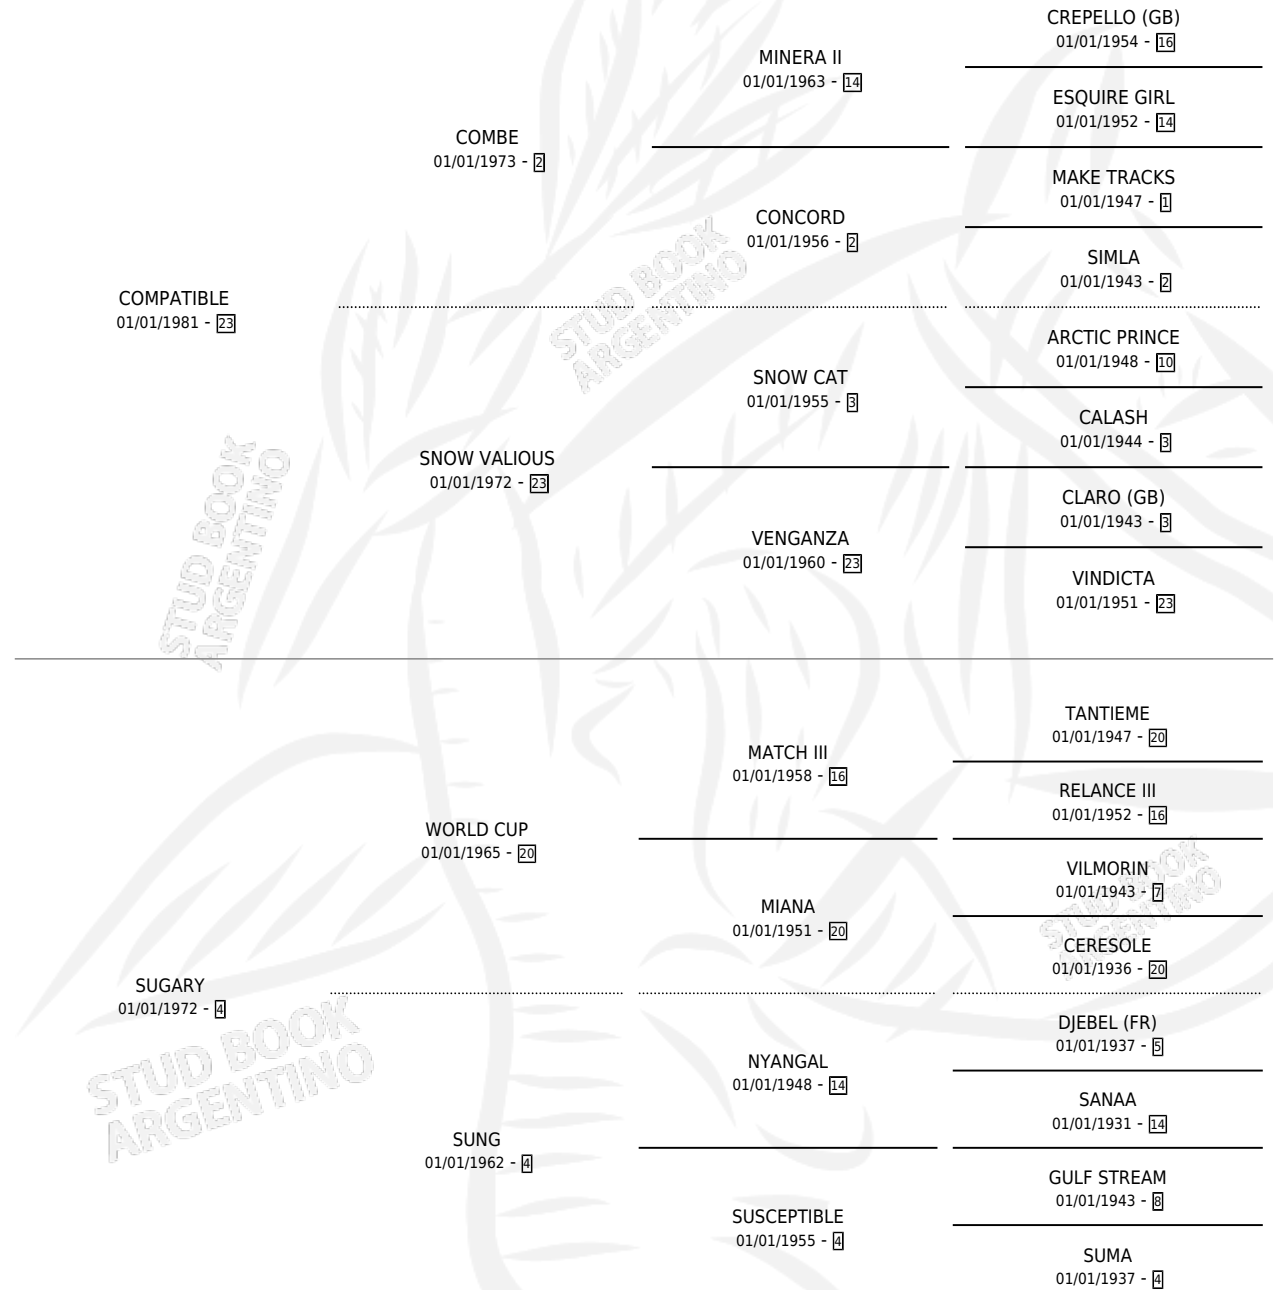 CREPELLO (GB)
01/01/1954 - 16
MINERA II
01/01/1963 - 14
ESQUIRE GIRL
01/01/1952 - 14
COMBE
01/01/1973 - 2
MAKE TRACKS
01/01/1947 - 1
CONCORD
01/01/1956 - 2
SIMLA
01/01/1943 - 2
COMPATIBLE
01/01/1981 - 23
ARCTIC PRINCE
01/01/1948 - 10
SNOW CAT
01/01/1955 - 3
CALASH
01/01/1944 - 3
SNOW VALIOUS
01/01/1972 - 23
CLARO (GB)
01/01/1943 - 3
VENGANZA
01/01/1960 - 23
VINDICTA
01/01/1951 - 23
TANTIEME
01/01/1947 - 20
MATCH III
01/01/1958 - 16
RELANCE III
01/01/1952 - 16
WORLD CUP
01/01/1965 - 20
VILMORIN
01/01/1943 - 7
MIANA
01/01/1951 - 20
CERESOLE
01/01/1936 - 20
SUGARY
01/01/1972 - 4
DJEBEL (FR)
01/01/1937 - 5
NYANGAL
01/01/1948 - 14
SANAA
01/01/1931 - 14
SUNG
01/01/1962 - 4
GULF STREAM
01/01/1943 - 8
SUSCEPTIBLE
01/01/1955 - 4
SUMA
01/01/1937 - 4
STUD BOOK
ARGENTINO
STUD BOOK
ARGENTINO
STUD BOOK
ARGENTINO
STUD BOOK
ARGENTINO